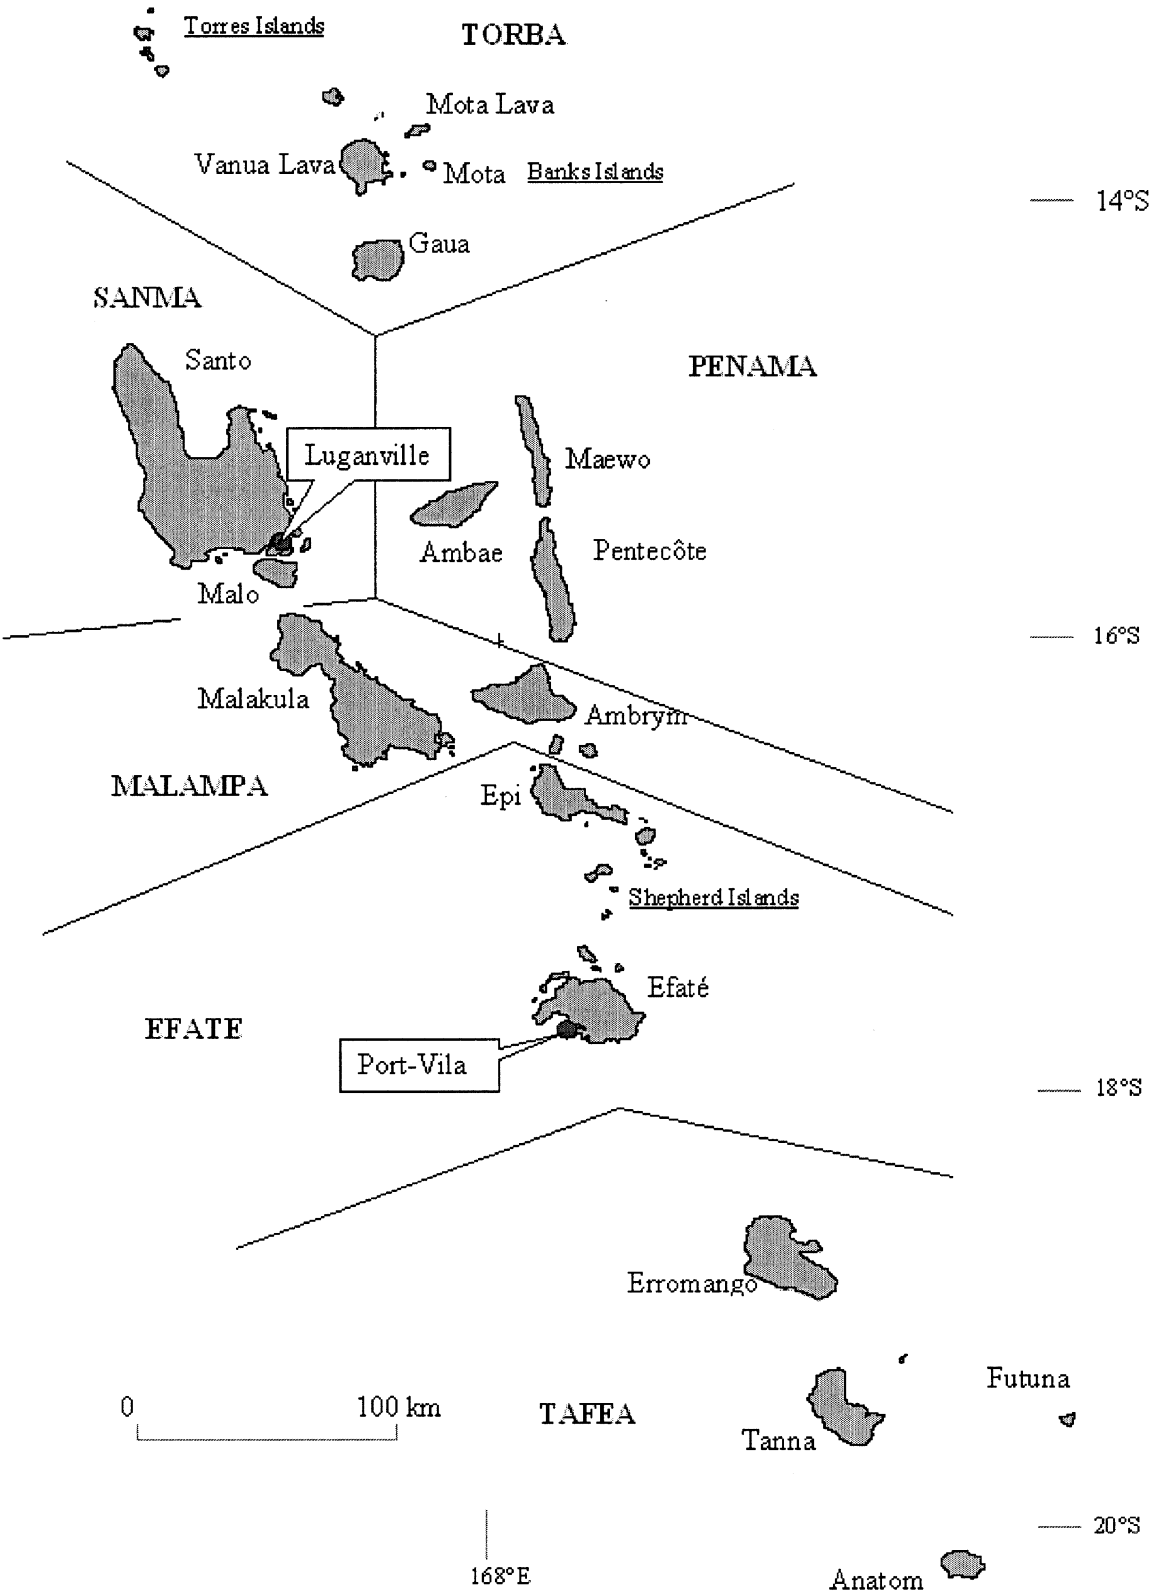 Torres Islands
TORBA
Mota Lava
Vanua Lava
Mota
Banks Islands
14°S
Gaua
SANMA
Santo
PENAMA
Luganville
Maewo
Ambae
Pentecôte
Malo
16°S
Malakula
Ambrym
MALAMPA
Epi
Shepherd Islands
Efaté
EFATE
Port-Vila
18°S
Erromango
Futuna
0
100 km
TAFEA
Tanna
20°S
168°E
Anatom